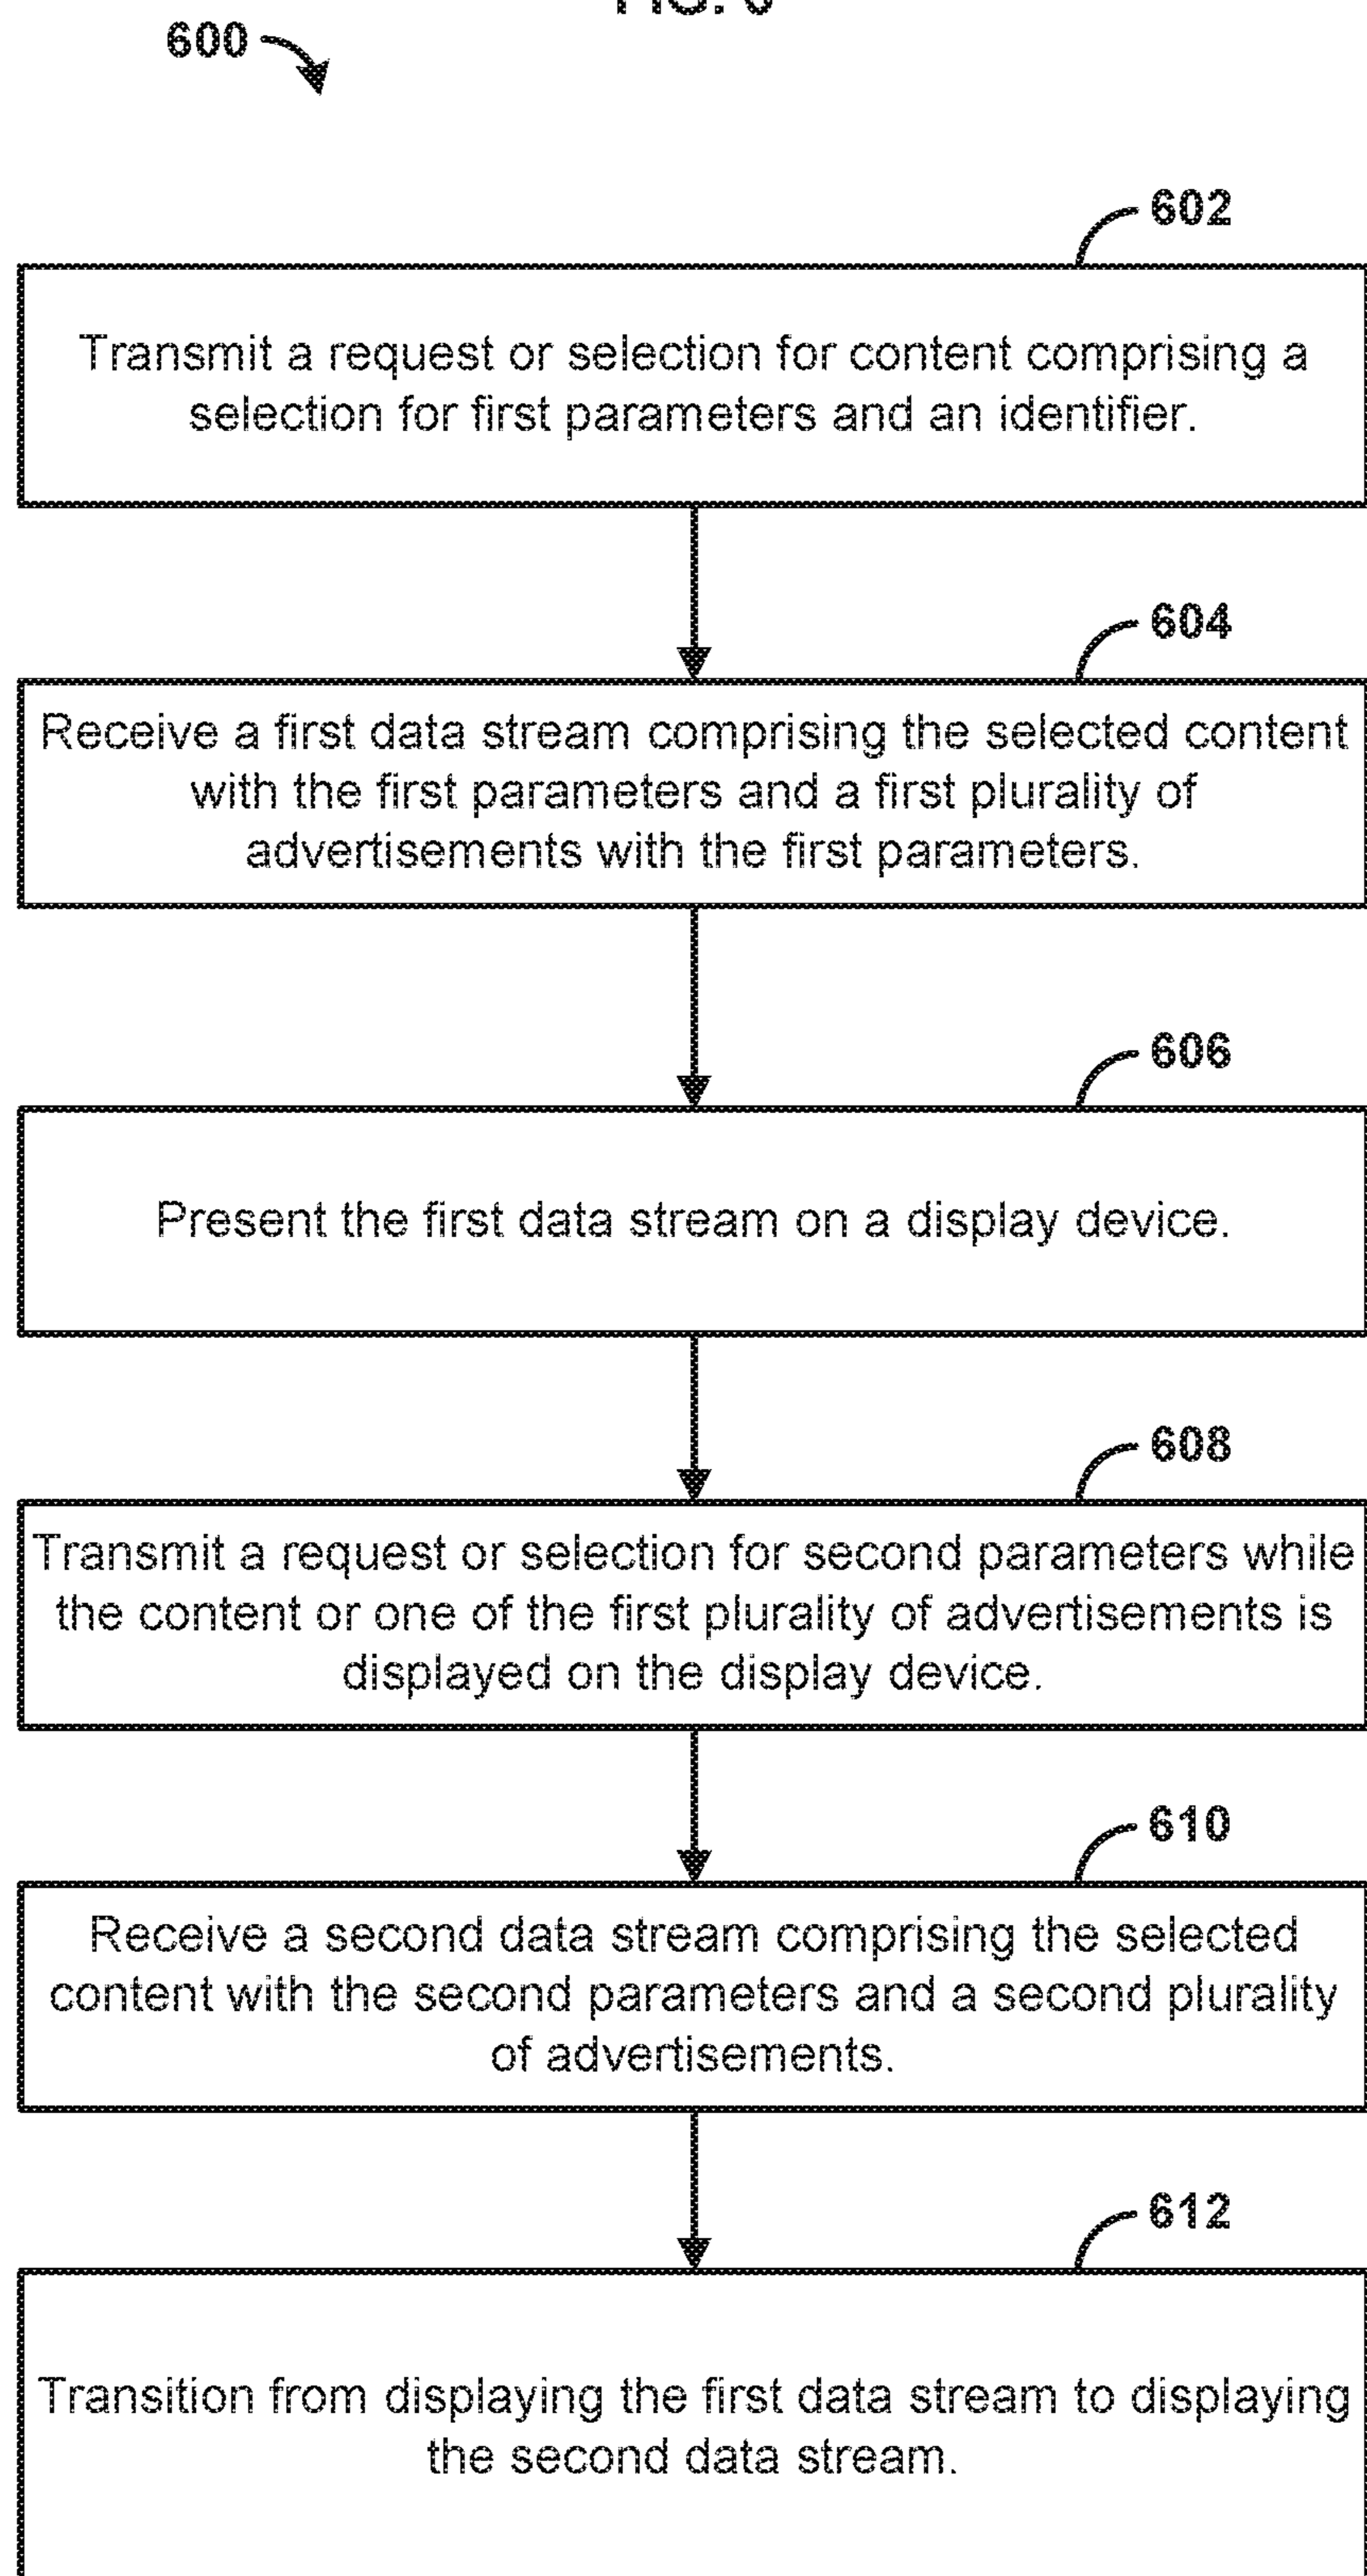 FIG. 6
600
602
Transmit a request or selection for content comprising a
selection for first parameters and an identifier.
604
Receive a first data stream comprising the selected content
with the first parameters and a first plurality of
advertisements with the first parameters.
606
Present the first data stream on a display device.
608
Transmit a request or selection for second parameters while
the content or one of the first plurality of advertisements is
displayed on the display device.
610
Receive a second data stream comprising the selected
content with the second parameters and a second plurality
of advertisements.
612
Transition from displaying the first data stream to displaying
the second data stream.